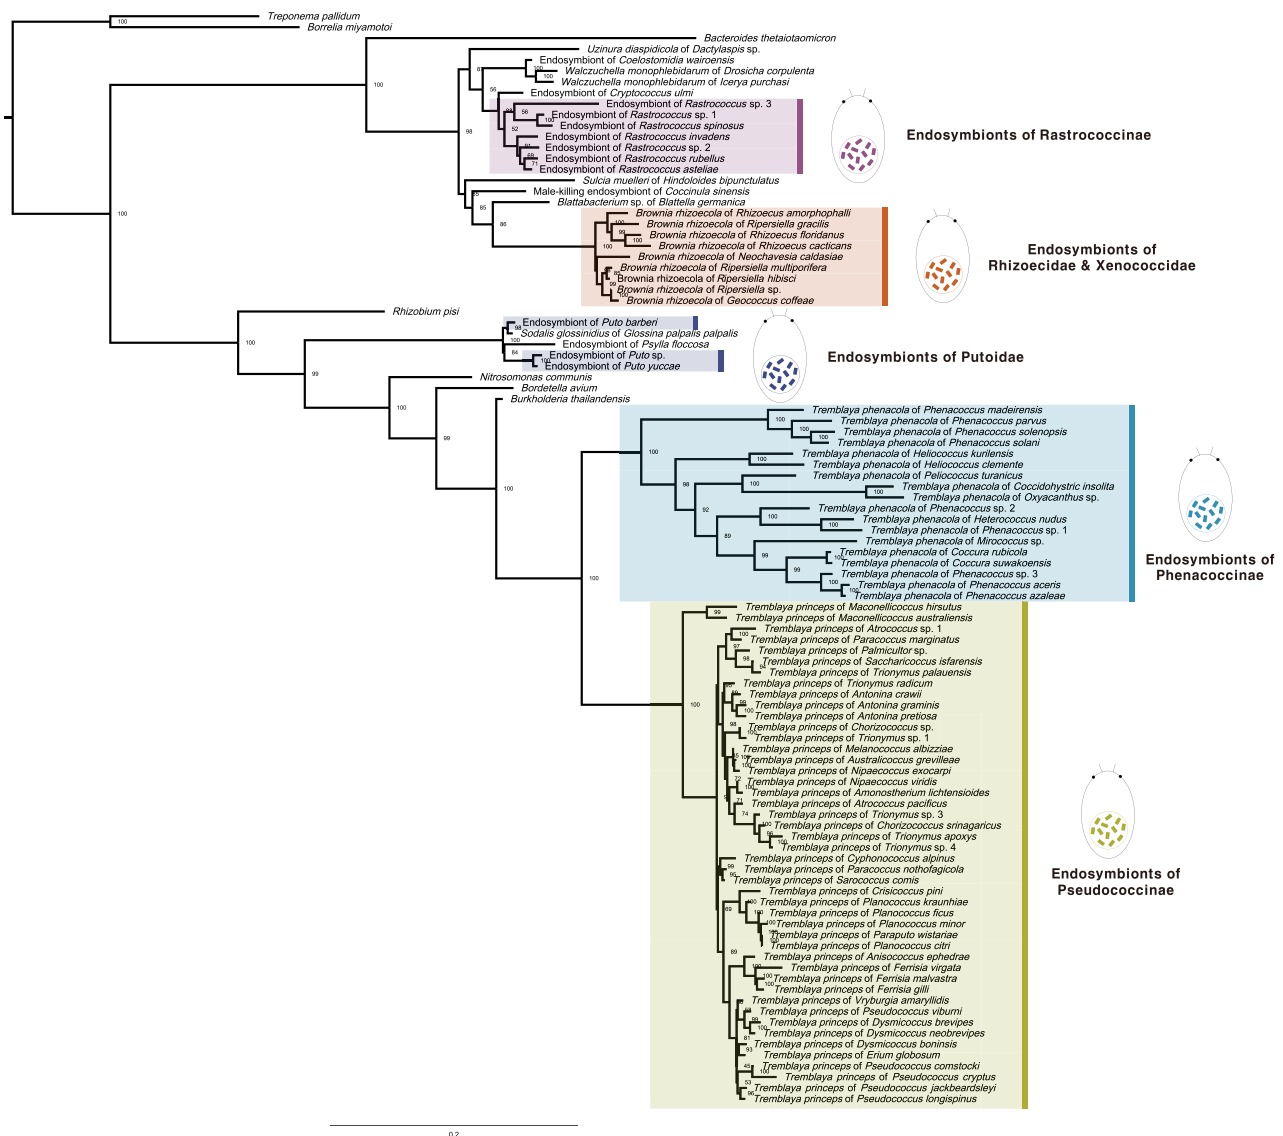 Treponema pallidum
Borrelia miyamotoi
Bacteroides thetaiotaomicron
Uzinura diaspidicola of Dactylaspis sp.
Endosymbiont of Coelostomidia wairoensis
Walczuchella monophlebidarum of Drosicha corpulenta
Walczuchella monophlebidarum of Icerya purchasi
Endosymbiont of Cryptococcus ulmi
Endosymbiont of Rastrococcus sp. 3
Endosymbiont of Rastrococcus sp. 1
Endosymbiont of Rastrococcus spinosus
Endosymbiont of Rastrococcus invadens
Endosymbiont of Rastrococcus sp. 2
Endosymbiont of Rastrococcus rubellus
Endosymbiont of Rastrococcus asteliae
Endosymbionts of Rastrococcinae
Sulcia muelleri of Hindoloides bipunctulatus
Male-killing endosymbiont of Coccinula sinensis
Blattabacterium sp. of Blattella germanica
Brownia rhizoecola of Rhizoecus amorphophalli
Brownia rhizoecola of Ripersiella gracilis
Brownia rhizoecola of Rhizoecus floridanus
Brownia rhizoecola of Rhizoecus cacticans
Brownia rhizoecola of Neochavesia caldasiae
Brownia rhizoecola of Ripersiella multiporifera
Brownia rhizoecola of Ripersiella hibisci
Brownia rhizoecola of Ripersiella sp.
Brownia rhizoecola of Geococcus coffeae
Endosymbionts of
Rhizoecidae & Xenococcidae
Rhizobium pisi
Endosymbiont of Puto barberi
Sodalis glossinidius of Glossina palpalis palpalis
Endosymbiont of Psylla floccosa
Endosymbiont of Puto sp.
Endosymbiont of Puto yuccae
Endosymbionts of Putoidae
Nitrosomonas communis
Bordetella avium
Burkholderia thailandensis
Tremblaya phenacola of Phenacoccus madeirensis
Tremblaya phenacola of Phenacoccus parvus
Tremblaya phenacola of Phenacoccus solenopsis
Tremblaya phenacola of Phenacoccus solani
Tremblaya phenacola of Heliococcus kurilensis
Tremblaya phenacola of Heliococcus clemente
Tremblaya phenacola of Peliococcus turanicus
Tremblaya phenacola of Coccidohystric insolita
Tremblaya phenacola of Oxyacanthus sp.
Tremblaya phenacola of Phenacoccus sp. 2
Tremblaya phenacola of Heterococcus nudus
Tremblaya phenacola of Phenacoccus sp. 1
Tremblaya phenacola of Mirococcus sp.
Tremblaya phenacola of Coccura rubicola
Tremblaya phenacola of Coccura suwakoensis
Tremblaya phenacola of Phenacoccus sp. 3
Tremblaya phenacola of Phenacoccus aceris
Tremblaya phenacola of Phenacoccus azaleae
Endosymbionts of
Phenacoccinae
Tremblaya princeps of Maconellicoccus hirsutus
Tremblaya princeps of Maconellicoccus australiensis
Tremblaya princeps of Atrococcus sp. 1
Tremblaya princeps of Paracoccus marginatus
Tremblaya princeps of Palmicultor sp.
Tremblaya princeps of Saccharicoccus isfarensis
Tremblaya princeps of Trionymus palauensis
Tremblaya princeps of Trionymus radicum
Tremblaya princeps of Antonina crawii
Tremblaya princeps of Antonina graminis
Tremblaya princeps of Antonina pretiosa
Tremblaya princeps of Chorizococcus sp.
Tremblaya princeps of Trionymus sp. 1
Tremblaya princeps of Melanococcus albizziae
Tremblaya princeps of Australicoccus grevilleae
Tremblaya princeps of Nipaecoccus exocarpi
Tremblaya princeps of Nipaecoccus viridis
Tremblaya princeps of Amonostherium lichtensioides
Tremblaya princeps of Atrococcus pacificus
Tremblaya princeps of Trionymus sp. 3
Tremblaya princeps of Chorizococcus srinagaricus
Tremblaya princeps of Trionymus apoxys
Tremblaya princeps of Trionymus sp. 4
Tremblaya princeps of Cyphonococcus alpinus
Tremblaya princeps of Paracoccus nothofagicola
Tremblaya princeps of Sarococcus comis
Tremblaya princeps of Crisicoccus pini
Tremblaya princeps of Planococcus kraunhiae
Tremblaya princeps of Planococcus ficus
Tremblaya princeps of Planococcus minor
Tremblaya princeps of Paraputo wistariae
Tremblaya princeps of Planococcus citri
Tremblaya princeps of Anisococcus ephedrae
Tremblaya princeps of Ferrisia virgata
Tremblaya princeps of Ferrisia malvastra
Tremblaya princeps of Ferrisia gilli
Tremblaya princeps of Vryburgia amaryllidis
Tremblaya princeps of Pseudococcus viburni
Tremblaya princeps of Dysmicoccus brevipes
Tremblaya princeps of Dysmicoccus neobrevipes
Tremblaya princeps of Dysmicoccus boninsis
Tremblaya princeps of Erium globosum
Tremblaya princeps of Pseudococcus comstocki
Tremblaya princeps of Pseudococcus cryptus
Tremblaya princeps of Pseudococcus jackbeardsleyi
Tremblaya princeps of Pseudococcus longispinus
Endosymbionts of
Pseudococcinae
0.2